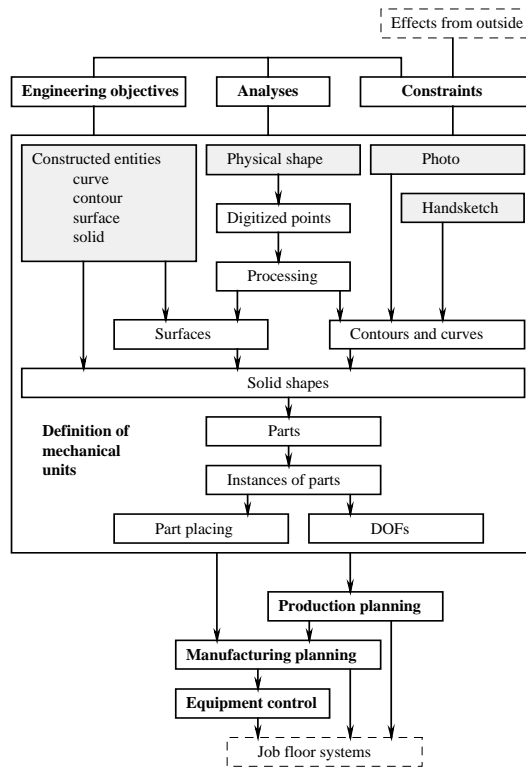 Effects from outside
Engineering objectives
Analyses
Constraints
Constructed entities
curve
contour
surface
solid
Physical shape
Photo
Handsketch
Digitized points
Processing
Surfaces
Contours and curves
Solid shapes
Definition of
mechanical
units
Parts
Instances of parts
Part placing
DOFs
Production planning
Manufacturing planning
Equipment control
Job floor systems